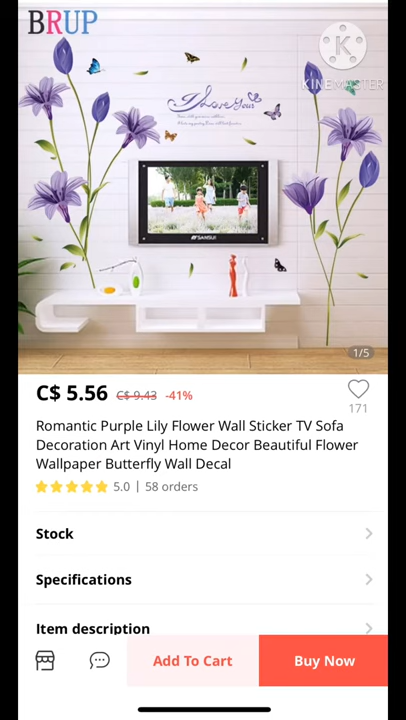 BRUP
KINEMASTER
I Love You
SANSUI
1/5
C$ 5.56 C$ 9.43 -41%
171
Romantic Purple Lily Flower Wall Sticker TV Sofa
Decoration Art Vinyl Home Decor Beautiful Flower
Wallpaper Butterfly Wall Decal
5.0 | 58 orders
Stock
Specifications
Item description
Add To Cart
Buy Now